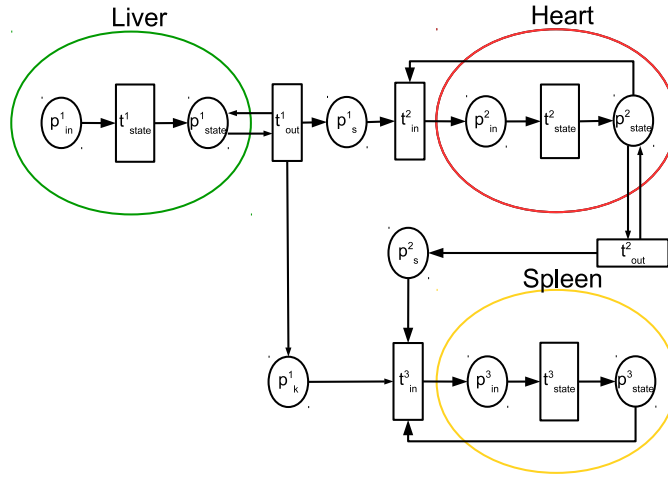 Liver
Heart
p¹in
t¹state
p¹state
t¹out
p¹s
t²in
p²in
t²state
p²state
p²s
t²out
Spleen
p¹k
t³in
p³in
t³state
p³state